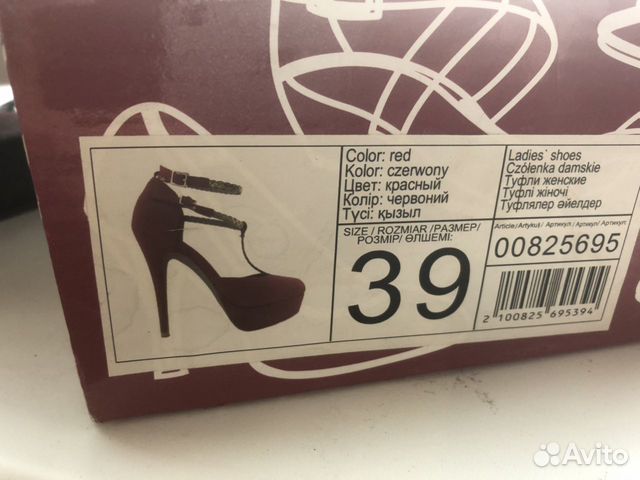 Color: red
Kolor: czerwony
Цвет: красный
Колір: червоний
Түсі: қызыл
Ladies` shoes
Czółenka damskie
Туфли женские
Туфлі жіночі
Туфлялер әйелдер
SIZE / ROZMIAR /РАЗМЕР/
РОЗМІР/ ӨЛШЕМІ:
39
Article/Artykuł / Артикул / Артикул/ Артикул:
00825695
2 100825 695394
Avito